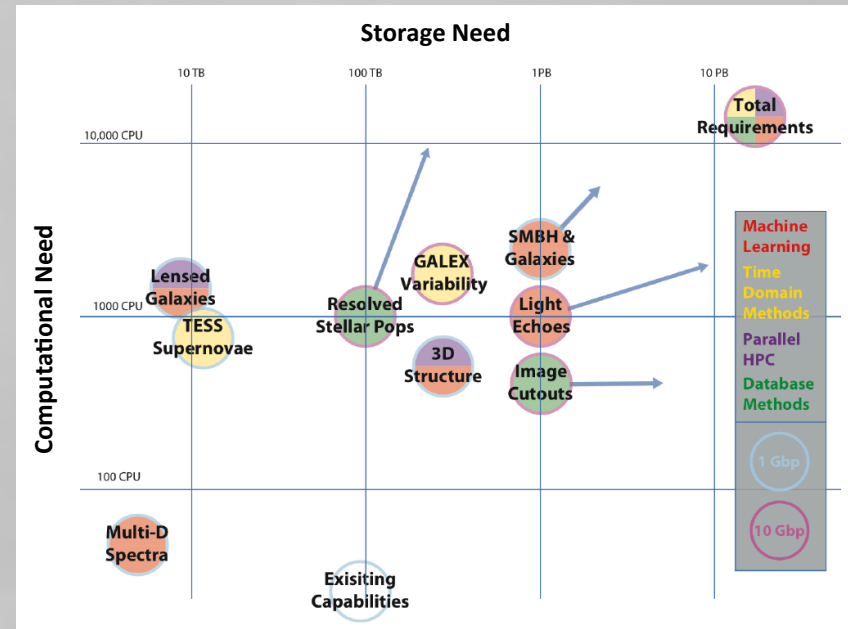 Storage Need
10 TB
100 TB
1PB
10 PB
Computational Need
10,000 CPU
1000 CPU
100 CPU
Total
Requirements
SMBH &
Galaxies
GALEX
Variability
Lensed
Galaxies
Resolved
Stellar Pops
Light
Echoes
TESS
Supernovae
3D
Structure
Image
Cutouts
Multi-D
Spectra
Exisiting
Capabilities
Machine
Learning
Time
Domain
Methods
Parallel
HPC
Database
Methods
1 Gbp
10 Gbp